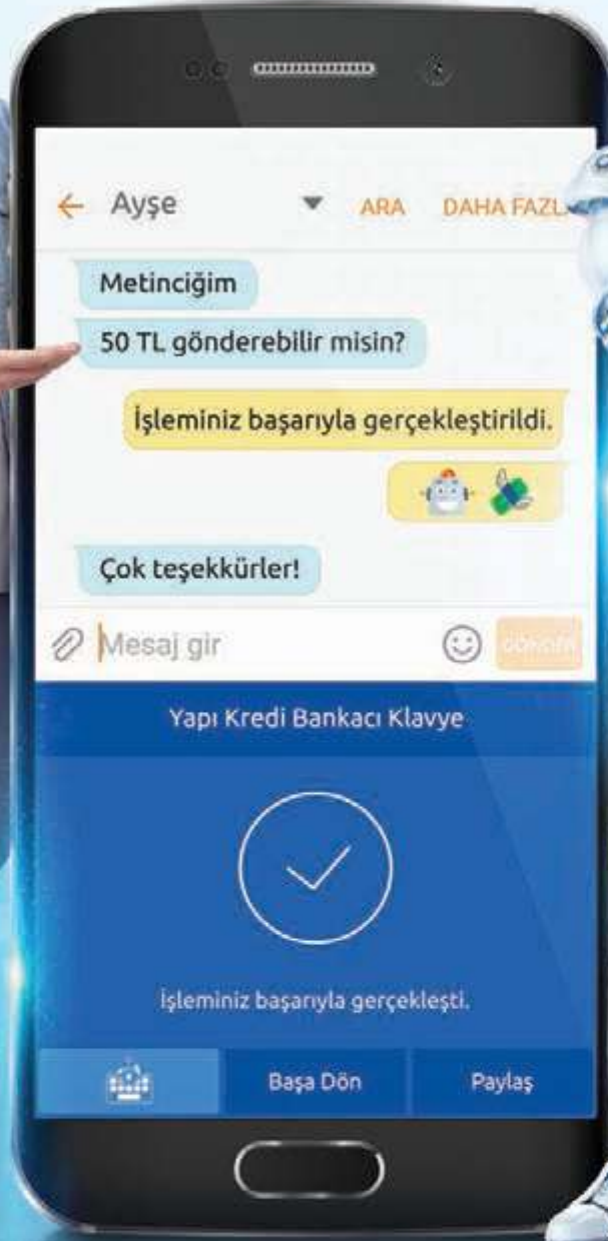 Ayşe ARA DAHA FAZL
Metinciğim
50 TL gönderebilir misin?
İşleminiz başarıyla gerçekleştirildi.
Çok teşekkürler!
Mesaj gir
Yapı Kredi Bankacı Klavye
İşleminiz başarıyla gerçekleşti.
Başa Dön Paylaş